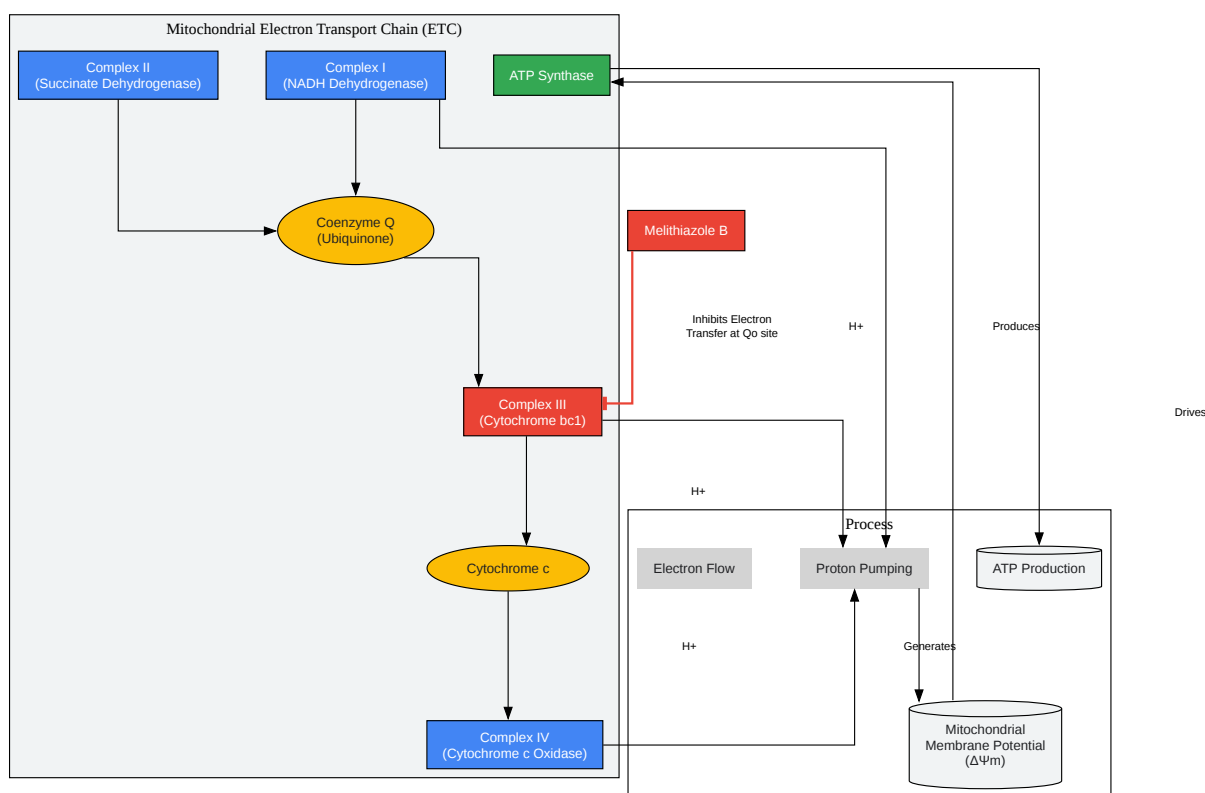 Mitochondrial Electron Transport Chain (ETC)
Complex II
(Succinate Dehydrogenase)
Complex I
(NADH Dehydrogenase)
ATP Synthase
Coenzyme Q
(Ubiquinone)
Melithiazole B
Inhibits Electron
Transfer at Qo site
H+
Produces
Drives
Complex III
(Cytochrome bc1)
H+
Process
Cytochrome c
Electron Flow
Proton Pumping
ATP Production
H+
Generates
Complex IV
(Cytochrome c Oxidase)
Mitochondrial
Membrane Potential
(ΔΨm)